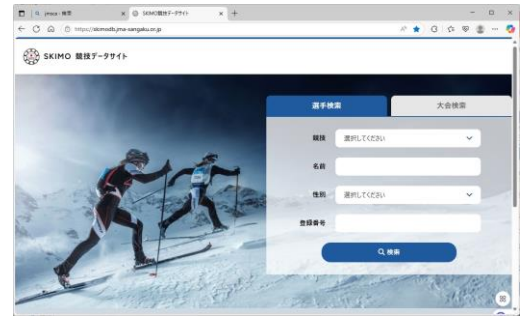 jmsca - 検索
SKIMO競技データサイト
https://skimodb.jma-sangaku.or.jp
SKIMO 競技データサイト
選手検索
大会検索
競技
選択してください
名前
性別
選択してください
登録番号
検索